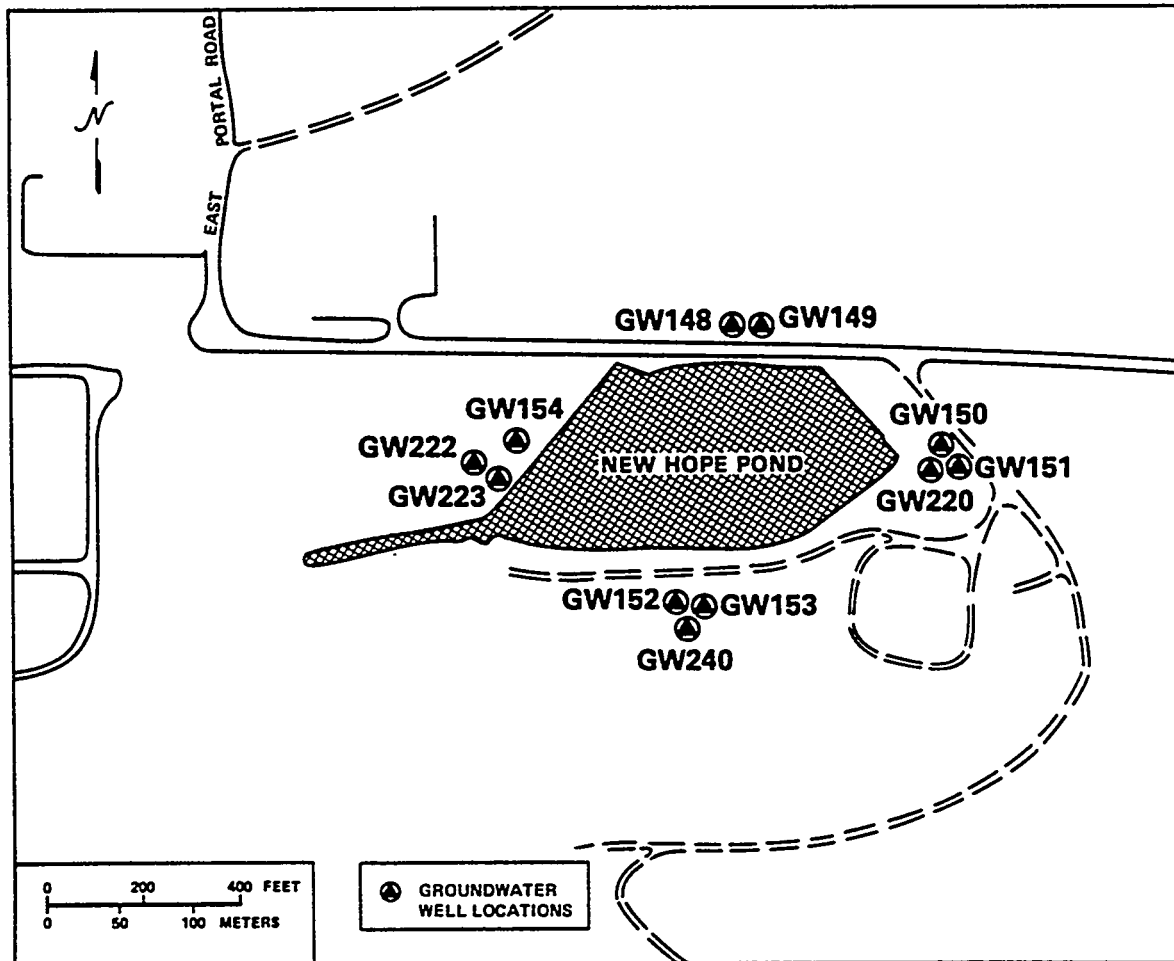 PORTAL ROAD
EAST
N
GW148 GW149
GW154
GW150
GW222
NEW HOPE POND
GW151
GW223
GW220
GW152 GW153
GW240
0 200 400 FEET
0 50 100 METERS
GROUNDWATER
WELL LOCATIONS